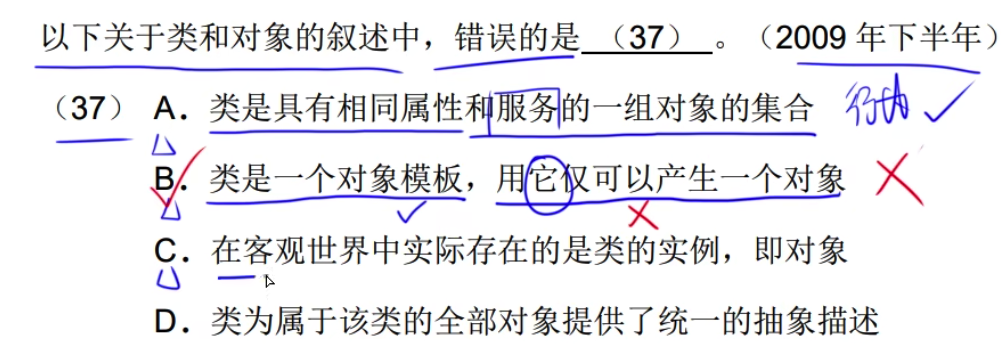 以下关于类和对象的叙述中，错误的是 （37） 。（2009 年下半年）
（37） A．类是具有相同属性和服务的一组对象的集合 行为
B．类是一个对象模板，用它仅可以产生一个对象
C．在客观世界中实际存在的是类的实例，即对象
D．类为属于该类的全部对象提供了统一的抽象描述